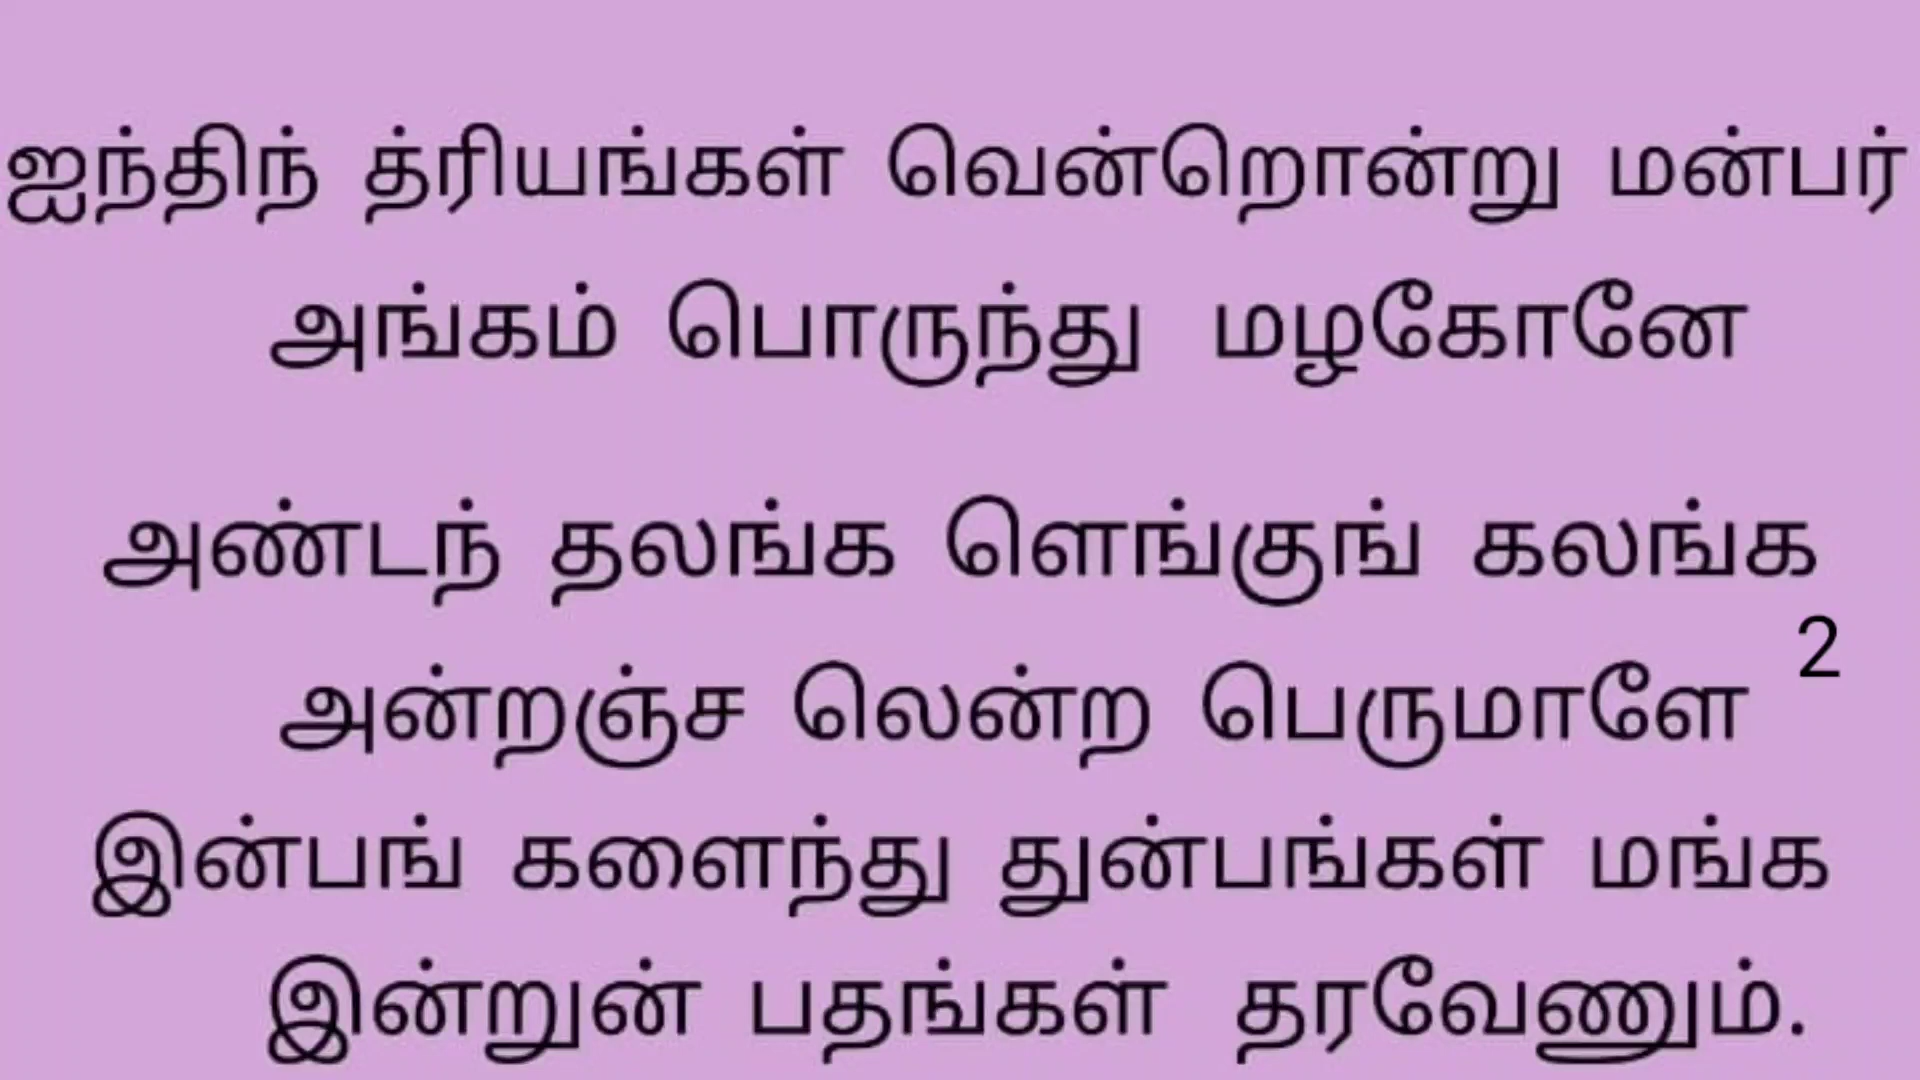 ஐந்திந் த்ரியங்கள் வென்றொன்று மன்பர்
அங்கம் பொருந்து மழகோனே
அண்டந் தலங்க ளெங்குங் கலங்க
அன்றஞ்ச லென்ற பெருமாளே 2
இன்பங் களைந்து துன்பங்கள் மங்க
இன்றுன் பதங்கள் தரவேணும்.